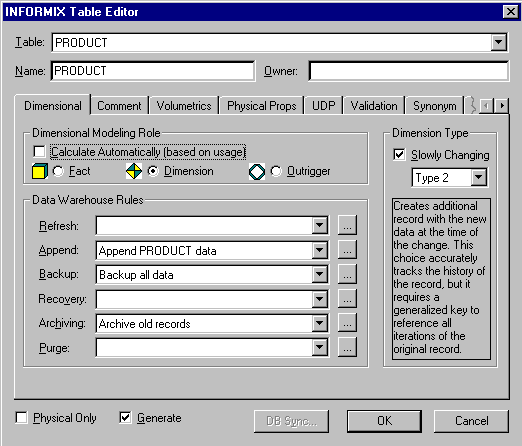 INFORMIX Table Editor
Table: PRODUCT
Name: PRODUCT Owner:
Dimensional Comment Volumetrics Physical Props UDP Validation Synonym
Dimensional Modeling Role
Calculate Automatically (based on usage)
Fact Dimension Outrigger
Dimension Type
Slowly Changing
Type 2
Creates additional
record with the new
data at the time of
the change. This
choice accurately
tracks the history of
the record, but it
requires a
generalized key to
reference all
iterations of the
original record.
Data Warehouse Rules
Refresh: ...
Append: Append PRODUCT data ...
Backup: Backup all data ...
Recovery: ...
Archiving: Archive old records ...
Purge: ...
Physical Only Generate DB Sync... OK Cancel